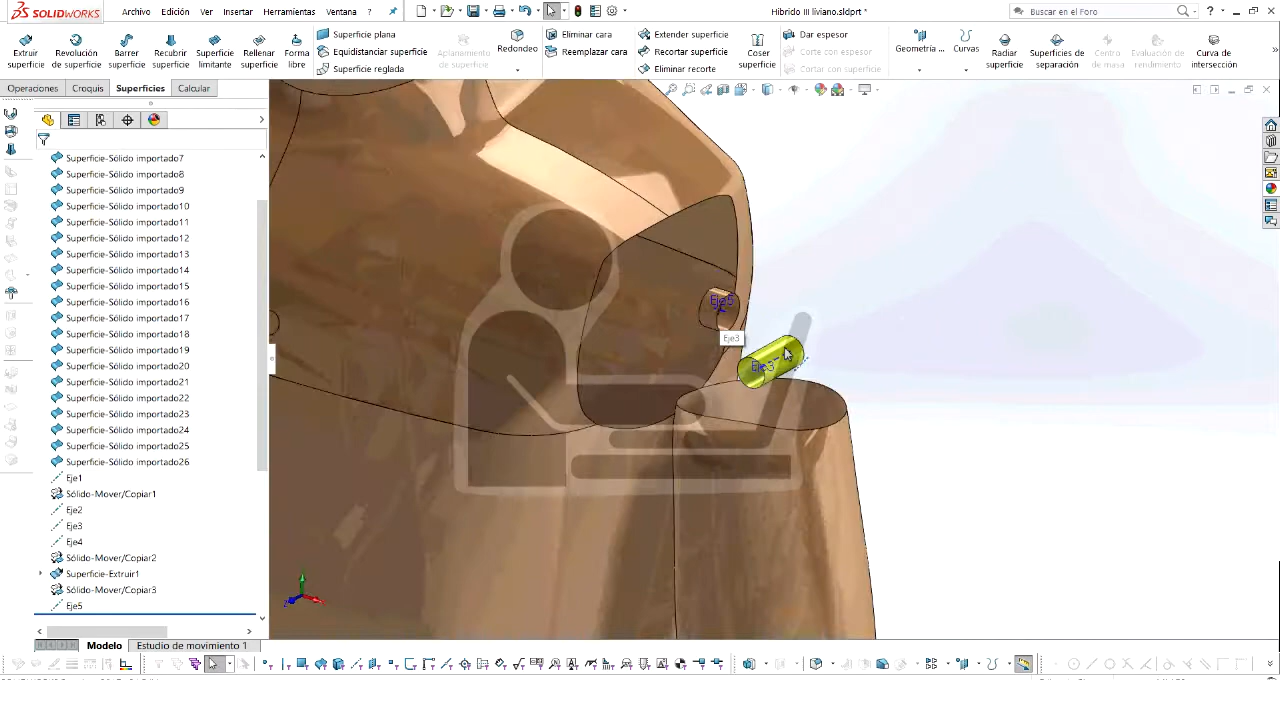 SOLIDWORKS
Archivo Edición Ver Insertar Herramientas Ventana ?
Hibrido III liviano.sldprt *
Buscar en el Foro
?
Extruir superficie
Revolución de superficie
Barrer superficie
Recubrir superficie
Superficie limitante
Rellenar superficie
Forma libre
Superficie plana
Equidistanciar superficie
Superficie reglada
Aplanamiento de superficie
Redondeo
Eliminar cara
Reemplazar cara
Extender superficie
Recortar superficie
Eliminar recorte
Coser superficie
Dar espesor
Corte con espesor
Cortar con superficie
Geometría ...
Curvas
Radiar superficie
Superficies de separación
Centro de masa
Evaluación de rendimiento
Curva de intersección
Operaciones Croquis Superficies Calcular
Superficie-Sólido importado7
Superficie-Sólido importado8
Superficie-Sólido importado9
Superficie-Sólido importado10
Superficie-Sólido importado11
Superficie-Sólido importado12
Superficie-Sólido importado13
Superficie-Sólido importado14
Superficie-Sólido importado15
Superficie-Sólido importado16
Superficie-Sólido importado17
Superficie-Sólido importado18
Superficie-Sólido importado19
Superficie-Sólido importado20
Superficie-Sólido importado21
Superficie-Sólido importado22
Superficie-Sólido importado23
Superficie-Sólido importado24
Superficie-Sólido importado25
Superficie-Sólido importado26
Eje1
Sólido-Mover/Copiar1
Eje2
Eje3
Eje4
Sólido-Mover/Copiar2
Superficie-Extruir1
Sólido-Mover/Copiar3
Eje5
Eje5
Eje3
Eje3
Modelo Estudio de movimiento 1